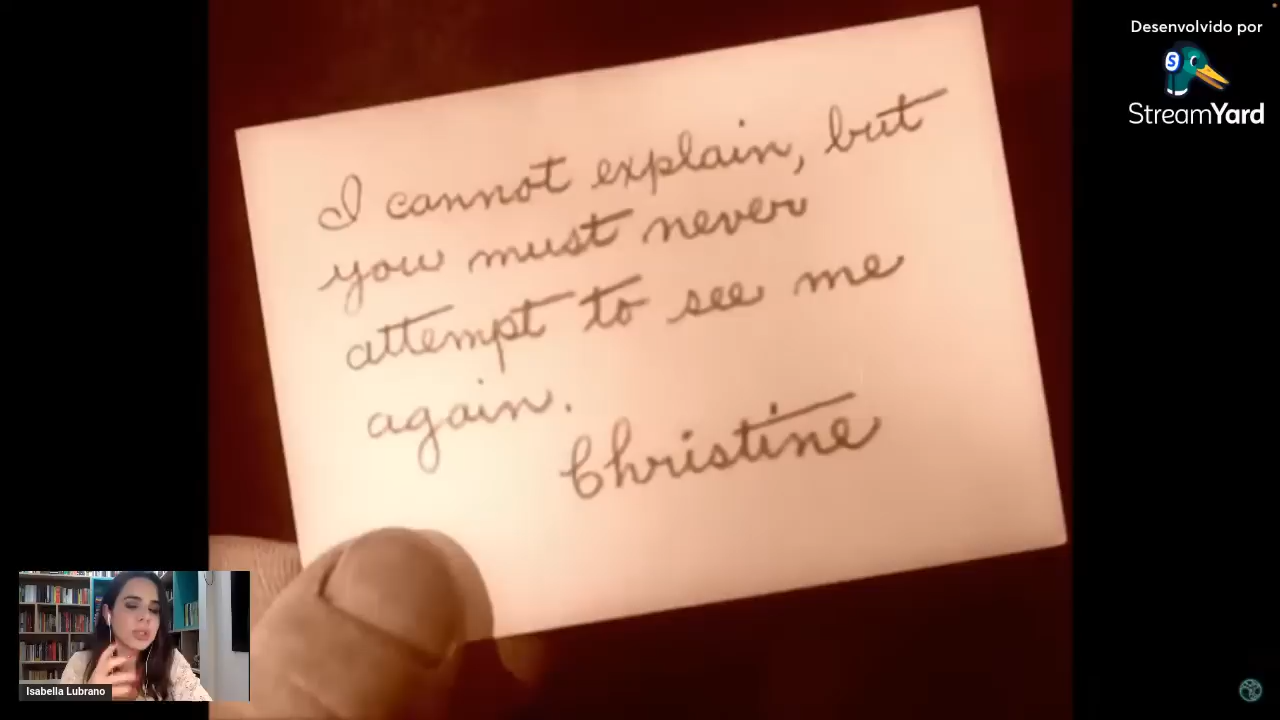 Desenvolvido por
StreamYard
I cannot explain, but
you must never
attempt to see me
again.
Christine
Isabella Lubrano